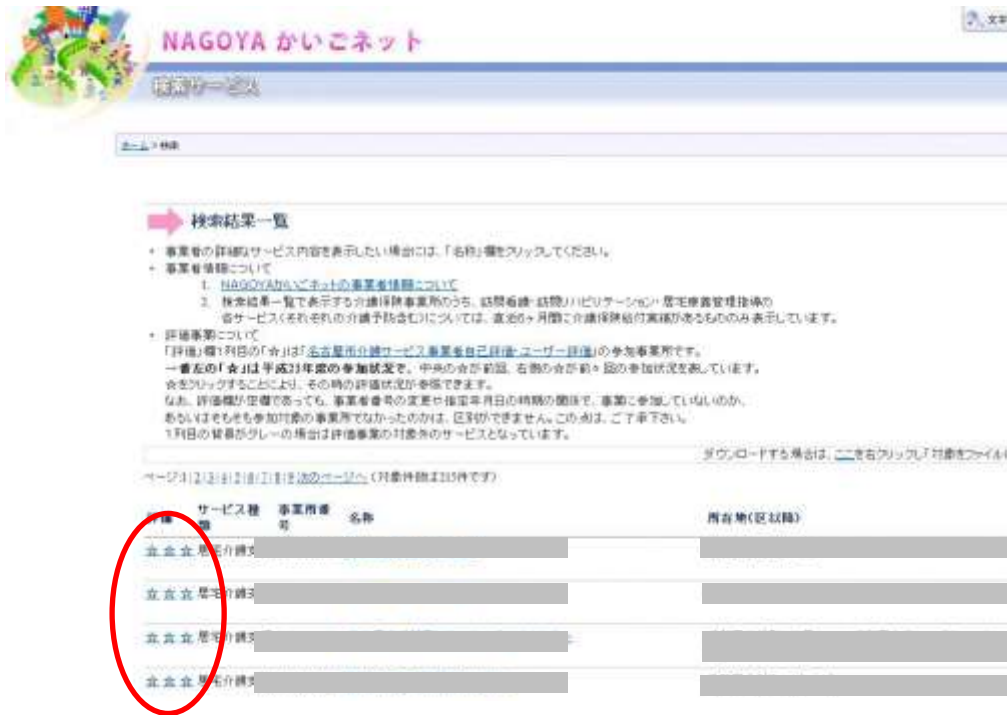 NAGOYA かいごネット
文字
検索サービス
ホーム > 検索
検索結果一覧
・ 事業者の詳細なサービス内容を表示したい場合には、「名称」欄をクリックしてください。
・ 事業者情報について
1. NAGOYAかいごネットの事業者情報について
2. 検索結果一覧で表示する介護保険事業所のうち、訪問看護・訪問リハビリテーション・居宅療養管理指導の
各サービス(それぞれの介護予防含む)については、直近6ヶ月間に介護保険給付実績があるもののみ表示しています。
・ 評価事業について
「評価」欄1列目の「☆」は「名古屋市介護サービス事業者自己評価・ユーザー評価」の参加事業所です。
一番左の「☆」は平成23年度の参加状況で、中央の☆が前回、右側の☆が前々回の参加状況を表しています。
☆をクリックすることにより、その時の評価状況が参照できます。
なお、評価欄が空欄であっても、事業者番号の変更や指定年月日の時期の関係で、事業に参加していないのか、
あるいはそもそも参加対象の事業所でなかったのかは、区別ができません。この点は、ご了承下さい。
1列目の背景がグレーの場合は評価事業の対象外のサービスとなっています。
ダウンロードする場合は、ここを右クリックし「対象をファイルに
ページ:1|2|3|4|5|6|7|8|9|次のページへ (対象件数は215件です)
評価 サービス種類 事業所番号 名称 所在地(区以降)
☆ ☆ ☆ 居宅介護支
☆ ☆ ☆ 居宅介護支
☆ ☆ ☆ 居宅介護支
☆ ☆ ☆ 居宅介護支